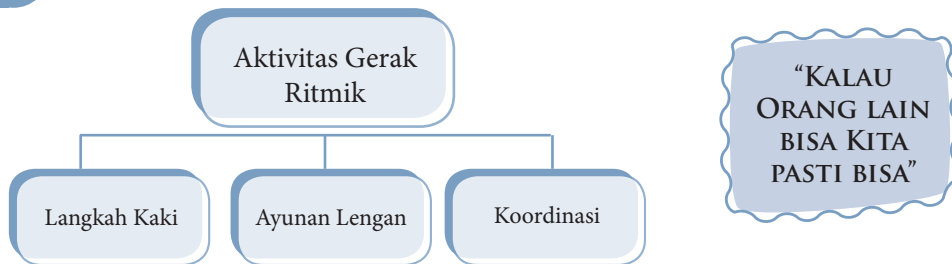 Aktivitas Gerak
Ritmik
Langkah Kaki
Ayunan Lengan
Koordinasi
“Kalau
Orang lain
bisa Kita
pasti bisa”